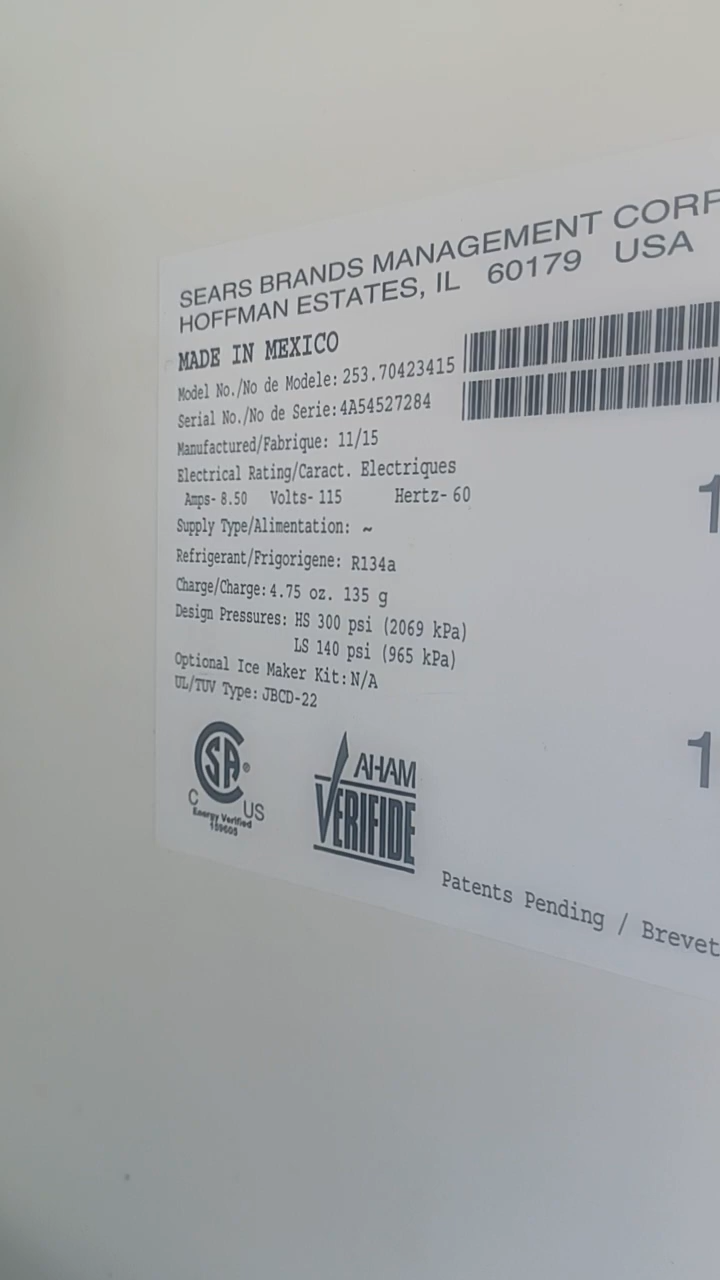 SEARS BRANDS MANAGEMENT CORP
HOFFMAN ESTATES, IL 60179 USA
MADE IN MEXICO
Model No./No de Modele: 253.70423415
Serial No./No de Serie: 4A54527284
Manufactured/Fabrique: 11/15
Electrical Rating/Caract. Electriques
Amps- 8.50 Volts- 115 Hertz- 60
Supply Type/Alimentation: ~
Refrigerant/Frigorigene: R134a
Charge/Charge: 4.75 oz. 135 g
Design Pressures: HS 300 psi (2069 kPa)
LS 140 psi (965 kPa)
Optional Ice Maker Kit: N/A
UL/TUV Type: JBCD-22
1
1
CSA®
C US
Energy Verified
AHAM
VERIFIDE
Patents Pending / Brevet